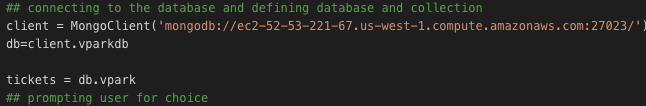 ## connecting to the database and defining database and collection
client = MongoClient('mongodb://ec2-52-53-221-67.us-west-1.compute.amazonaws.com:27023/')
db=client.vparkdb
tickets = db.vpark
## prompting user for choice